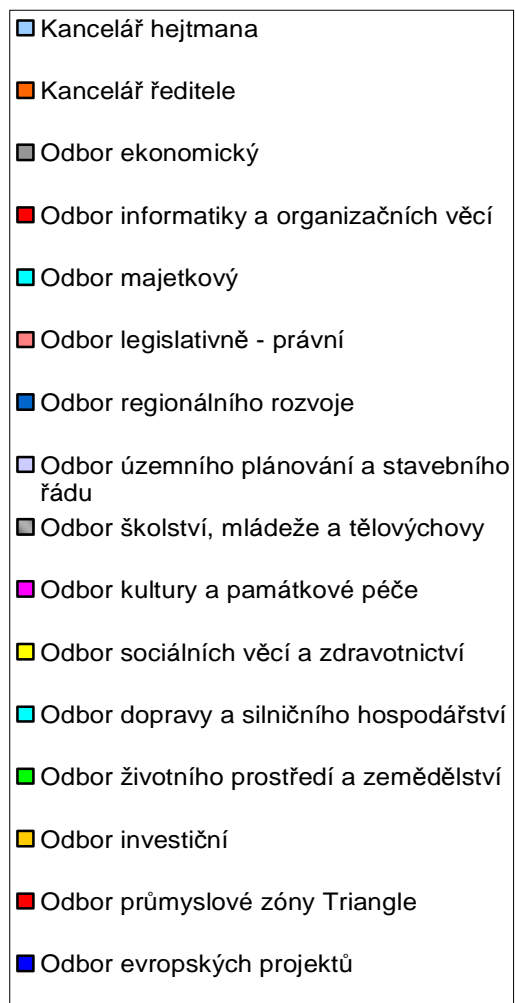 Kancelář hejtmana
Kancelář ředitele
Odbor ekonomický
Odbor informatiky a organizačních věcí
Odbor majetkový
Odbor legislativně - právní
Odbor regionálního rozvoje
Odbor územního plánování a stavebního
řádu
Odbor školství, mládeže a tělovýchovy
Odbor kultury a památkové péče
Odbor sociálních věcí a zdravotnictví
Odbor dopravy a silničního hospodářství
Odbor životního prostředí a zemědělství
Odbor investiční
Odbor průmyslové zóny Triangle
Odbor evropských projektů